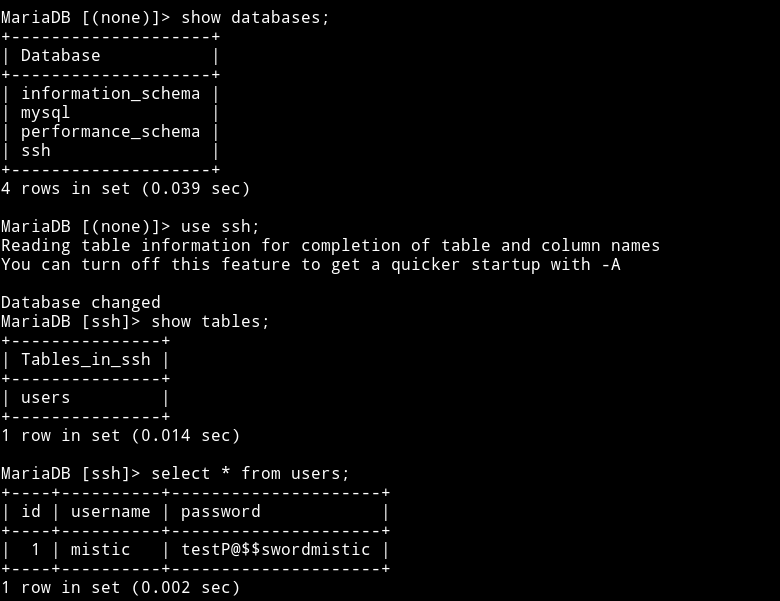 MariaDB [(none)]> show databases;
+--------------------+
| Database           |
+--------------------+
| information_schema |
| mysql              |
| performance_schema |
| ssh                |
+--------------------+
4 rows in set (0.039 sec)

MariaDB [(none)]> use ssh;
Reading table information for completion of table and column names
You can turn off this feature to get a quicker startup with -A

Database changed
MariaDB [ssh]> show tables;
+---------------+
| Tables_in_ssh |
+---------------+
| users         |
+---------------+
1 row in set (0.014 sec)

MariaDB [ssh]> select * from users;
+----+----------+---------------------+
| id | username | password            |
+----+----------+---------------------+
|  1 | mistic   | testP@$$swordmistic |
+----+----------+---------------------+
1 row in set (0.002 sec)